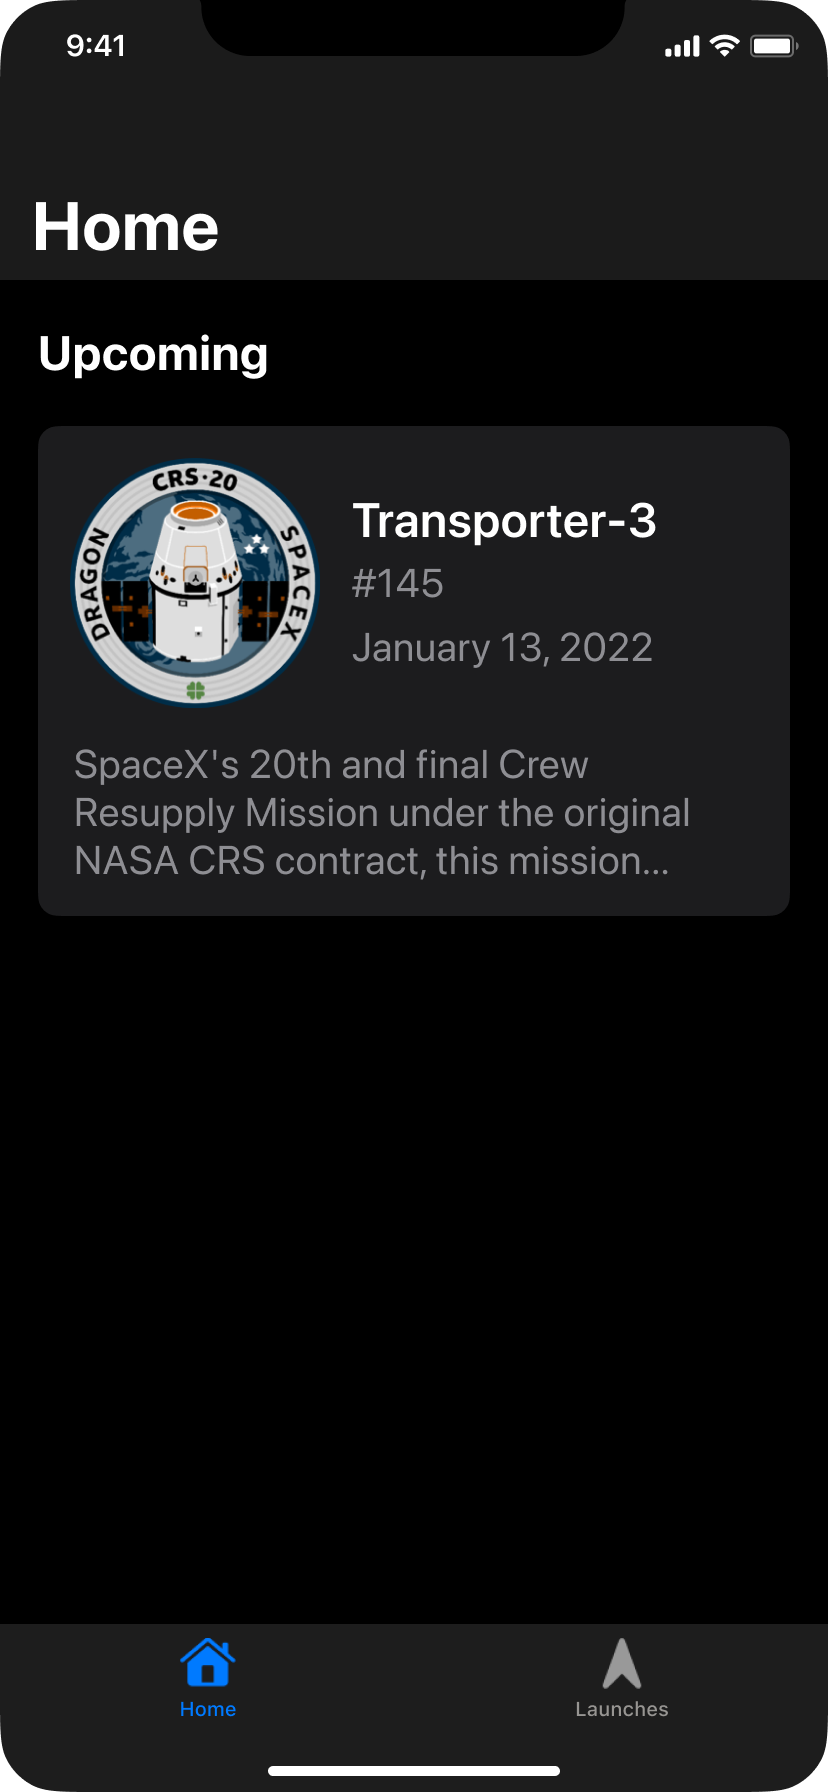 9:41
Home
Upcoming
CRS·20
DRAGON
SPACEX
Transporter-3
#145
January 13, 2022
SpaceX's 20th and final Crew
Resupply Mission under the original
NASA CRS contract, this mission...
Home
Launches